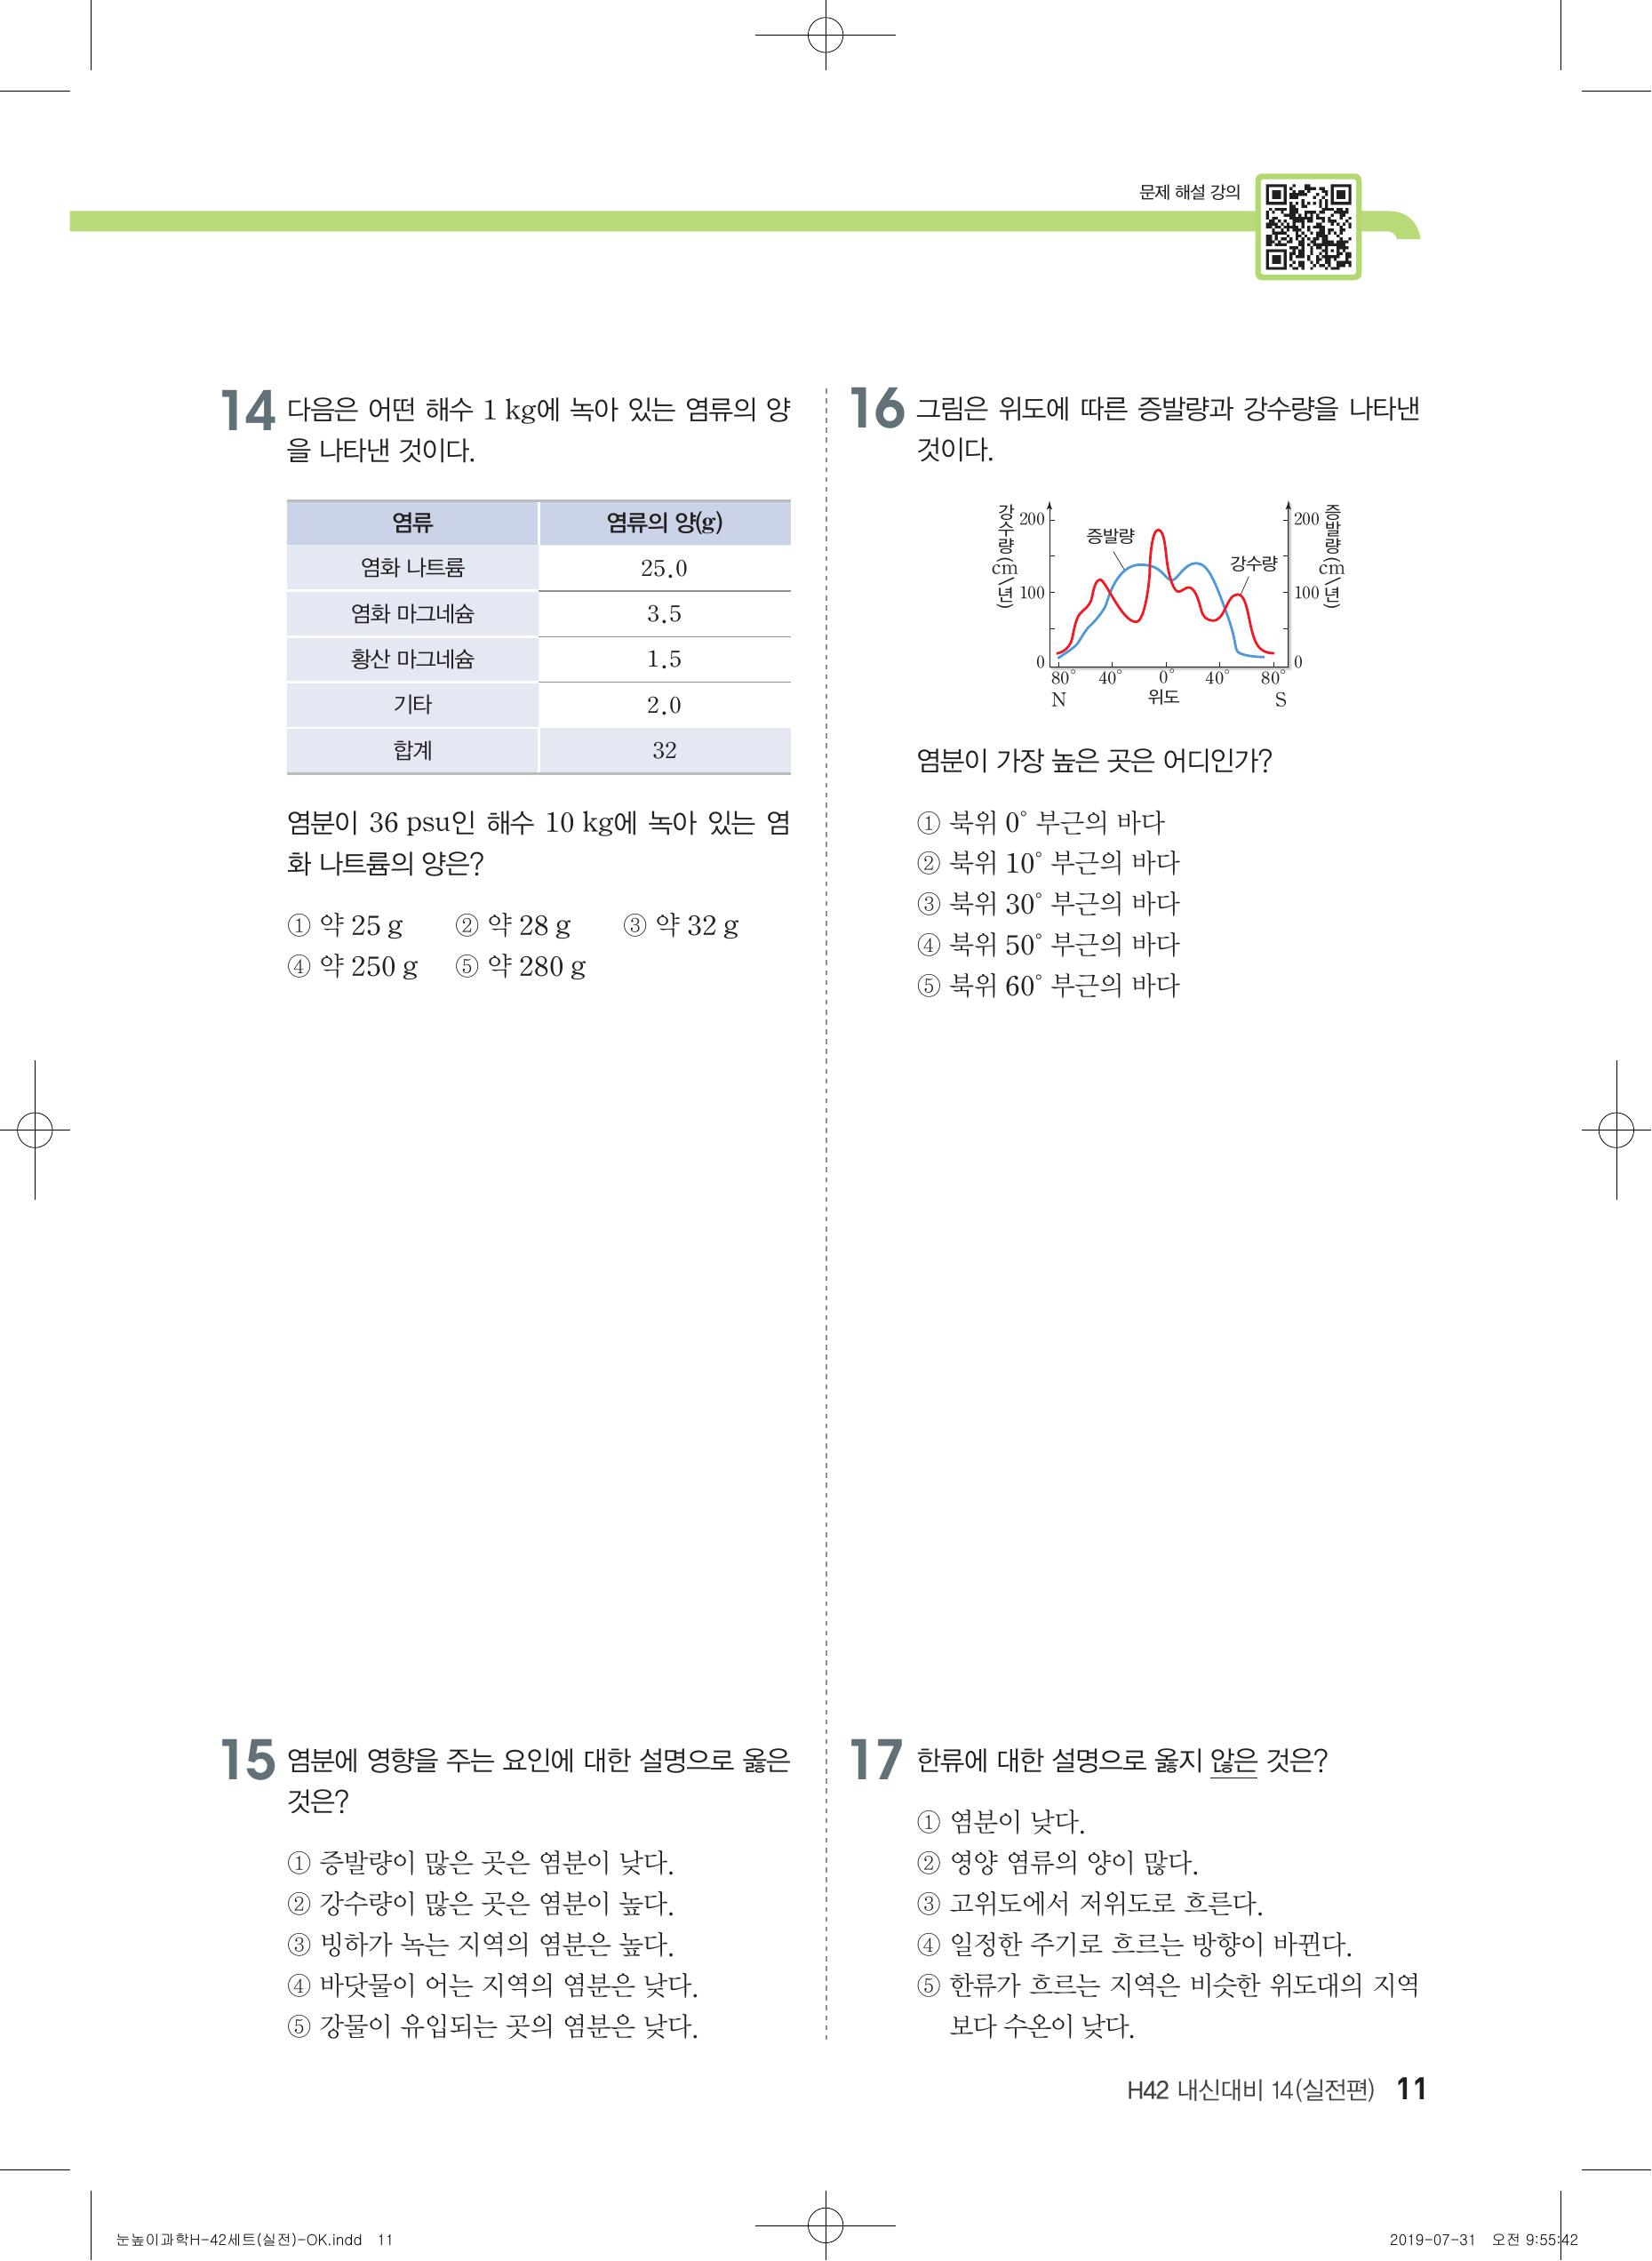 문제 해설 강의
14 다음은 어떤 해수 1 kg에 녹아 있는 염류의 양
을 나타낸 것이다.
염류 염류의 양(g)
염화 나트륨 25.0
염화 마그네슘 3.5
황산 마그네슘 1.5
기타 2.0
합계 32
염분이 36 psu인 해수 10 kg에 녹아 있는 염
화 나트륨의 양은?
① 약 25 g ② 약 28 g ③ 약 32 g
④ 약 250 g ⑤ 약 280 g
15 염분에 영향을 주는 요인에 대한 설명으로 옳은
것은?
① 증발량이 많은 곳은 염분이 낮다.
② 강수량이 많은 곳은 염분이 높다.
③ 빙하가 녹는 지역의 염분은 높다.
④ 바닷물이 어는 지역의 염분은 낮다.
⑤ 강물이 유입되는 곳의 염분은 낮다.
16 그림은 위도에 따른 증발량과 강수량을 나타낸
것이다.
강수량(cm/년)
200
100
0
증발량
강수량
200
100
0
증발량(cm/년)
80° 40° 0° 40° 80°
N 위도 S
염분이 가장 높은 곳은 어디인가?
① 북위 0° 부근의 바다
② 북위 10° 부근의 바다
③ 북위 30° 부근의 바다
④ 북위 50° 부근의 바다
⑤ 북위 60° 부근의 바다
17 한류에 대한 설명으로 옳지 않은 것은?
① 염분이 낮다.
② 영양 염류의 양이 많다.
③ 고위도에서 저위도로 흐른다.
④ 일정한 주기로 흐르는 방향이 바뀐다.
⑤ 한류가 흐르는 지역은 비슷한 위도대의 지역
보다 수온이 낮다.
H42 내신대비 14(실전편) 11
눈높이과학H-42세트(실전)-OK.indd 11
2019-07-31 오전 9:55:42